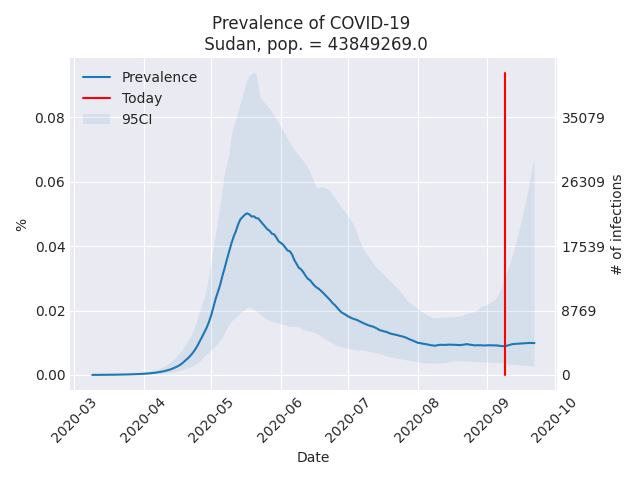 Prevalence of COVID-19
Sudan, pop. = 43849269.0
Prevalence
Today
95CI
0.08
0.06
0.04
0.02
0.00
%
35079
26309
17539
8769
0
# of infections
2020-03
2020-04
2020-05
2020-06
2020-07
2020-08
2020-09
2020-10
Date